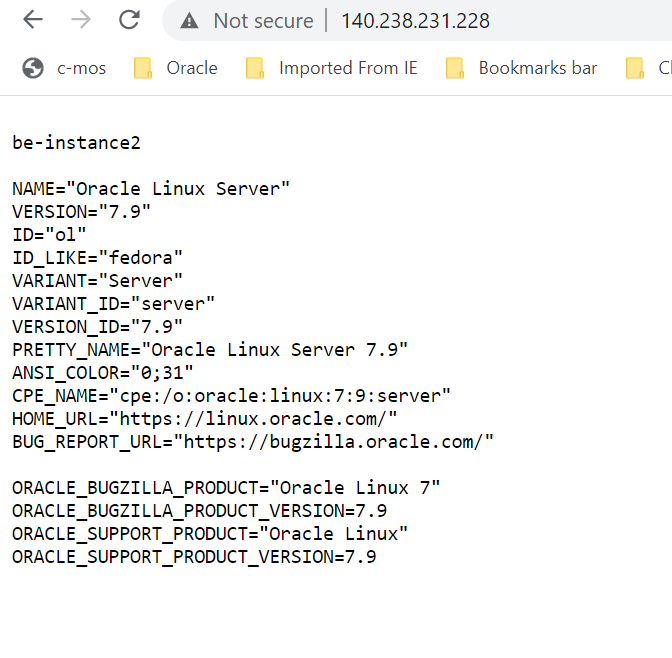 Not secure 140.238.231.228
c-mos Oracle Imported From IE Bookmarks bar
be-instance2
NAME="Oracle Linux Server"
VERSION="7.9"
ID="ol"
ID_LIKE="fedora"
VARIANT="Server"
VARIANT_ID="server"
VERSION_ID="7.9"
PRETTY_NAME="Oracle Linux Server 7.9"
ANSI_COLOR="0;31"
CPE_NAME="cpe:/o:oracle:linux:7:9:server"
HOME_URL="https://linux.oracle.com/"
BUG_REPORT_URL="https://bugzilla.oracle.com/"
ORACLE_BUGZILLA_PRODUCT="Oracle Linux 7"
ORACLE_BUGZILLA_PRODUCT_VERSION=7.9
ORACLE_SUPPORT_PRODUCT="Oracle Linux"
ORACLE_SUPPORT_PRODUCT_VERSION=7.9